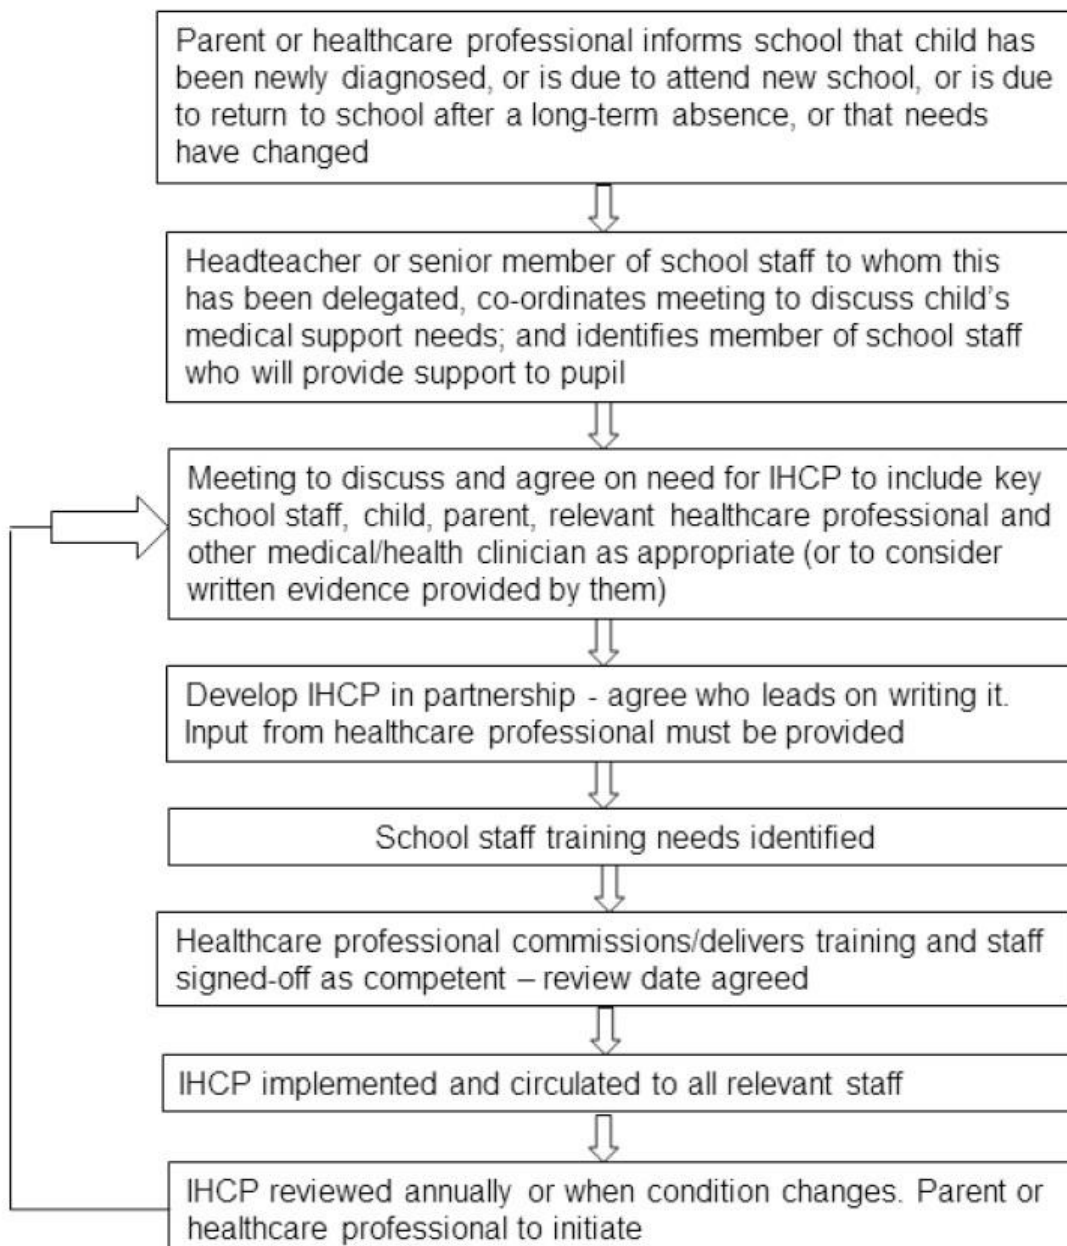 Parent or healthcare professional informs school that child has
been newly diagnosed, or is due to attend new school, or is due
to return to school after a long-term absence, or that needs
have changed
Headteacher or senior member of school staff to whom this
has been delegated, co-ordinates meeting to discuss child's
medical support needs; and identifies member of school staff
who will provide support to pupil
Meeting to discuss and agree on need for IHCP to include key
school staff, child, parent, relevant healthcare professional and
other medical/health clinician as appropriate (or to consider
written evidence provided by them)
Develop IHCP in partnership - agree who leads on writing it.
Input from healthcare professional must be provided
School staff training needs identified
Healthcare professional commissions/delivers training and staff
signed-off as competent – review date agreed
IHCP implemented and circulated to all relevant staff
IHCP reviewed annually or when condition changes. Parent or
healthcare professional to initiate